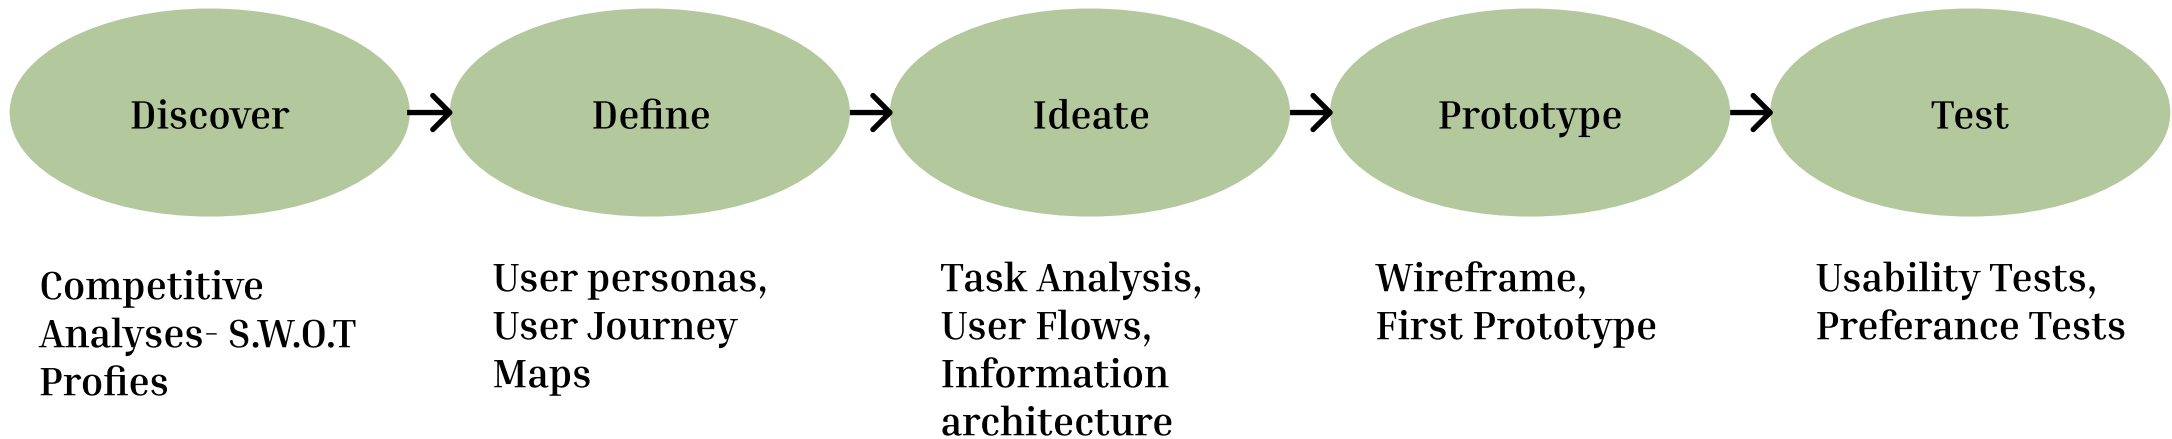 Discover
Define
Ideate
Prototype
Test
Competitive
Analyses- S.W.O.T
Profies
User personas,
User Journey
Maps
Task Analysis,
User Flows,
Information
architecture
Wireframe,
First Prototype
Usability Tests,
Preferance Tests